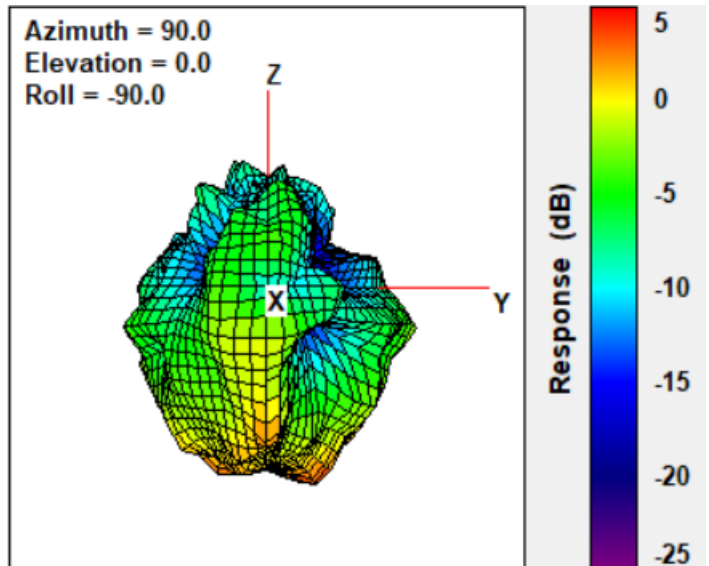 Azimuth = 90.0
Elevation = 0.0
Roll = -90.0
Z
X
Y
Response (dB)
5
0
-5
-10
-15
-20
-25